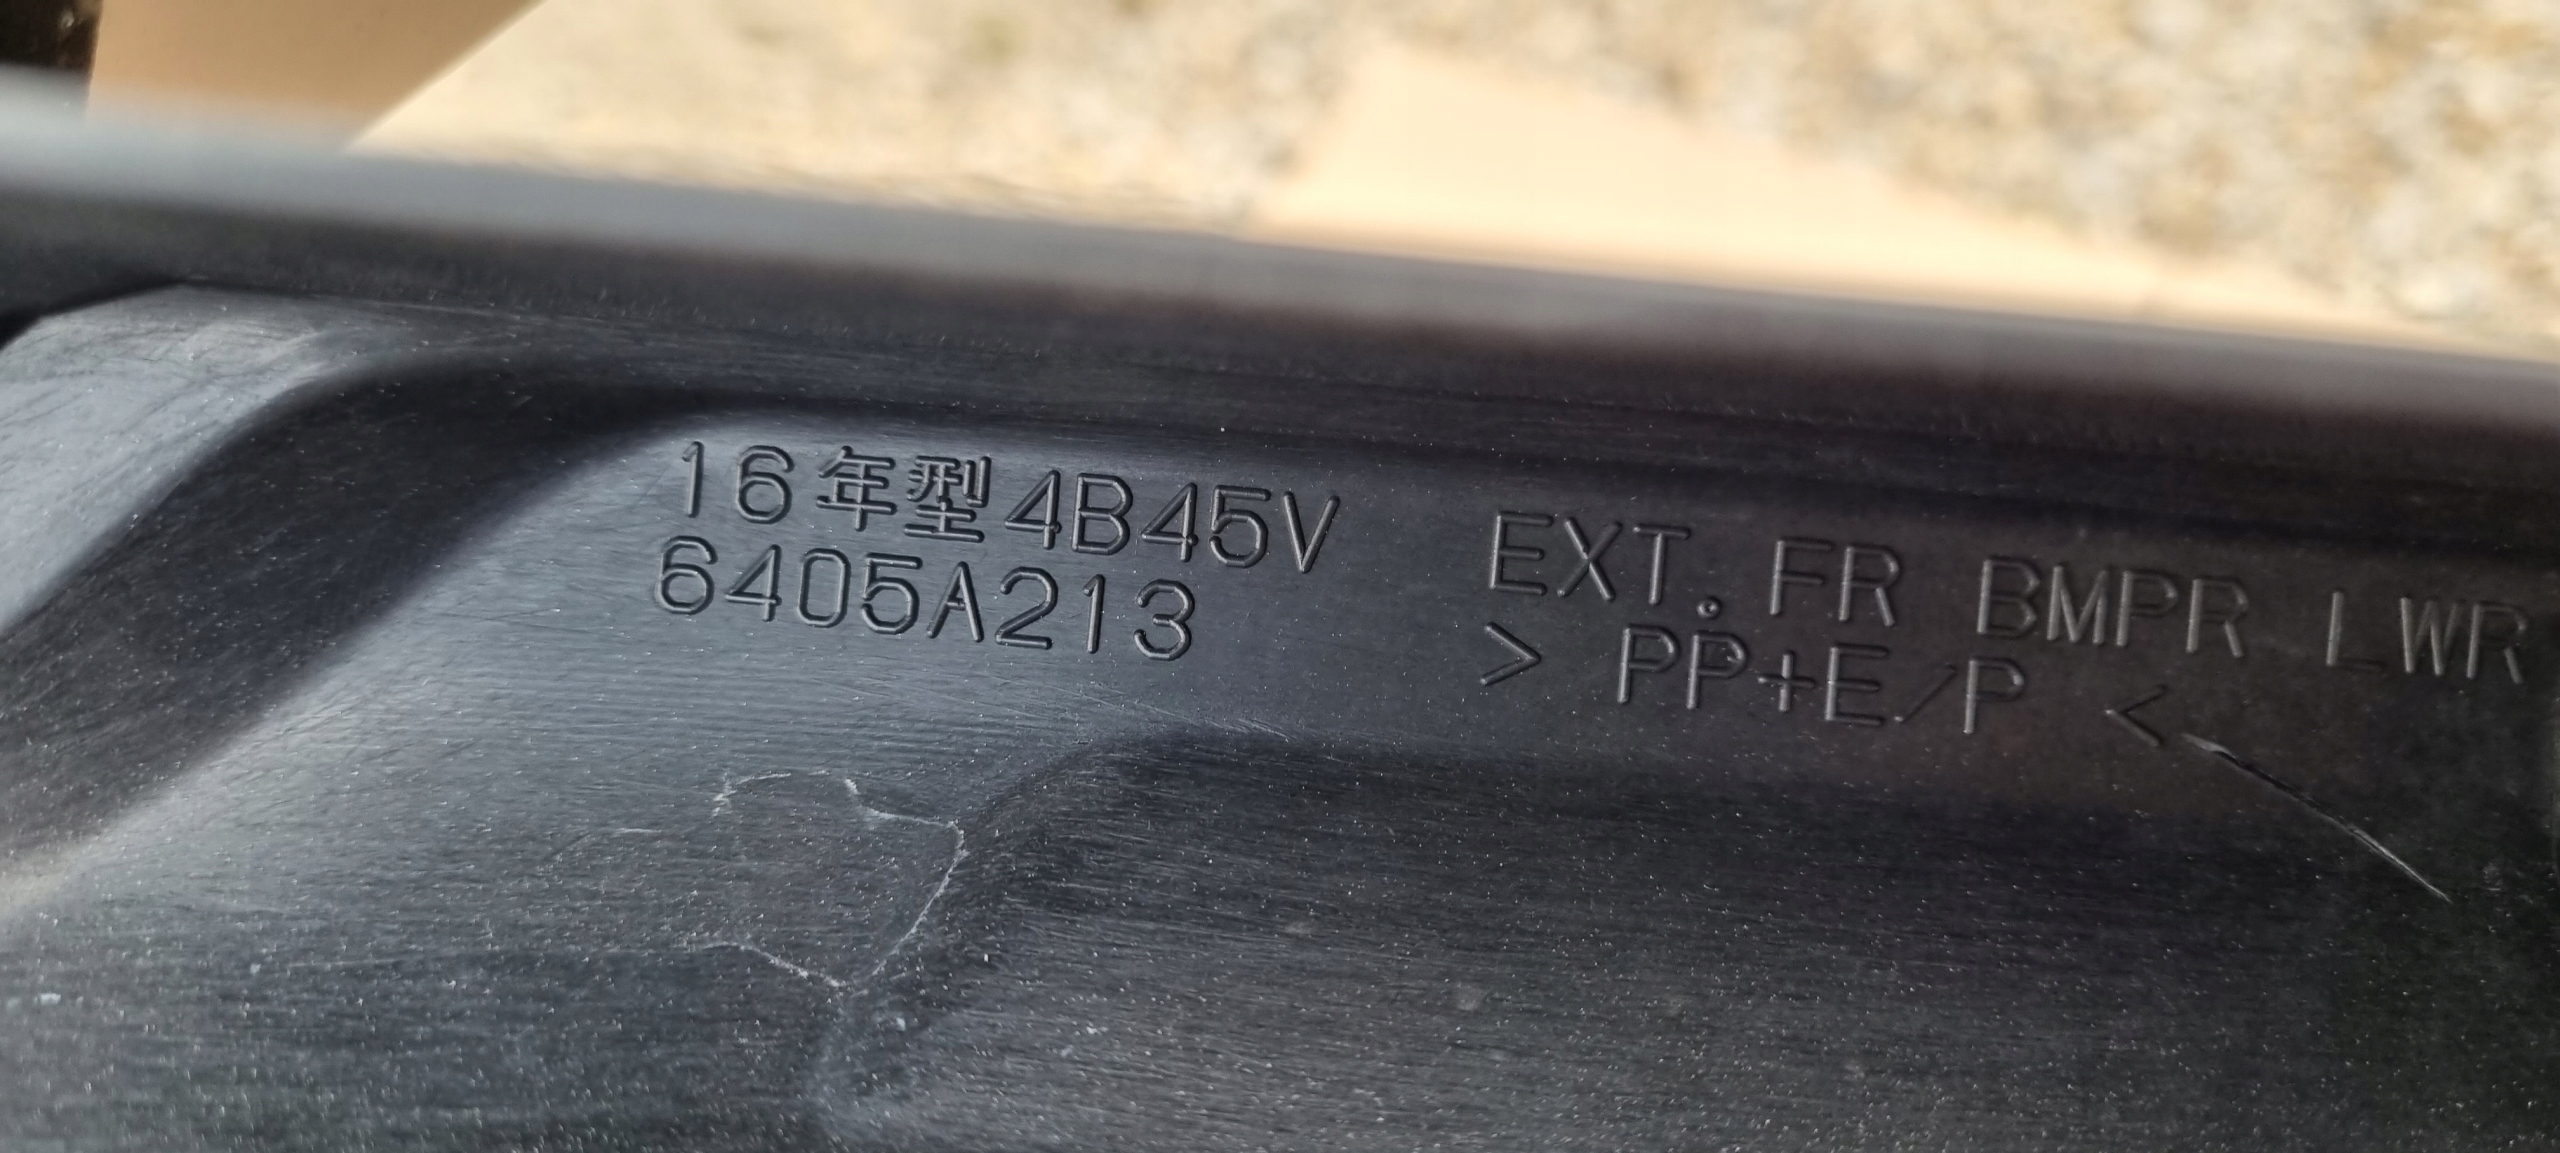 16年型4B45V
6405A213
EXT. FR BMPR LWR
> PP+E/P <